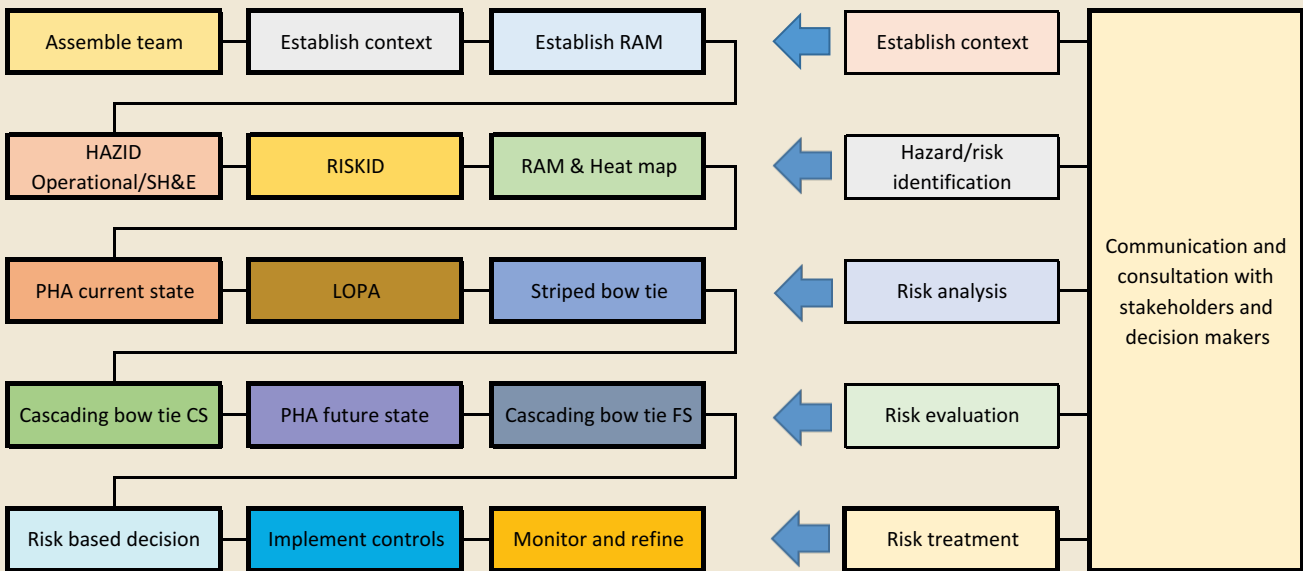 Assemble team
Establish context
Establish RAM
Establish context
HAZID
Operational/SH&E
RISKID
RAM & Heat map
Hazard/risk
identification
PHA current state
LOPA
Striped bow tie
Risk analysis
Communication and
consultation with
stakeholders and
decision makers
Cascading bow tie CS
PHA future state
Cascading bow tie FS
Risk evaluation
Risk based decision
Implement controls
Monitor and refine
Risk treatment